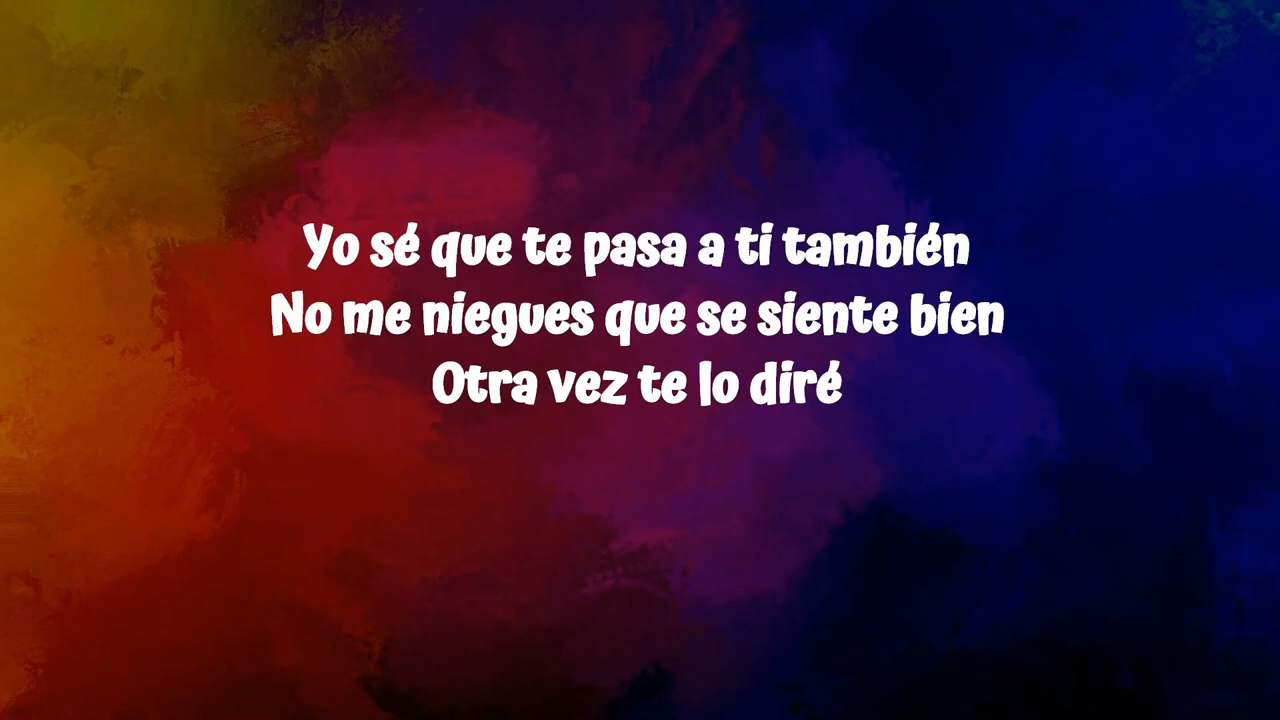 Yo sé que te pasa a ti también
No me niegues que se siente bien
Otra vez te lo diré